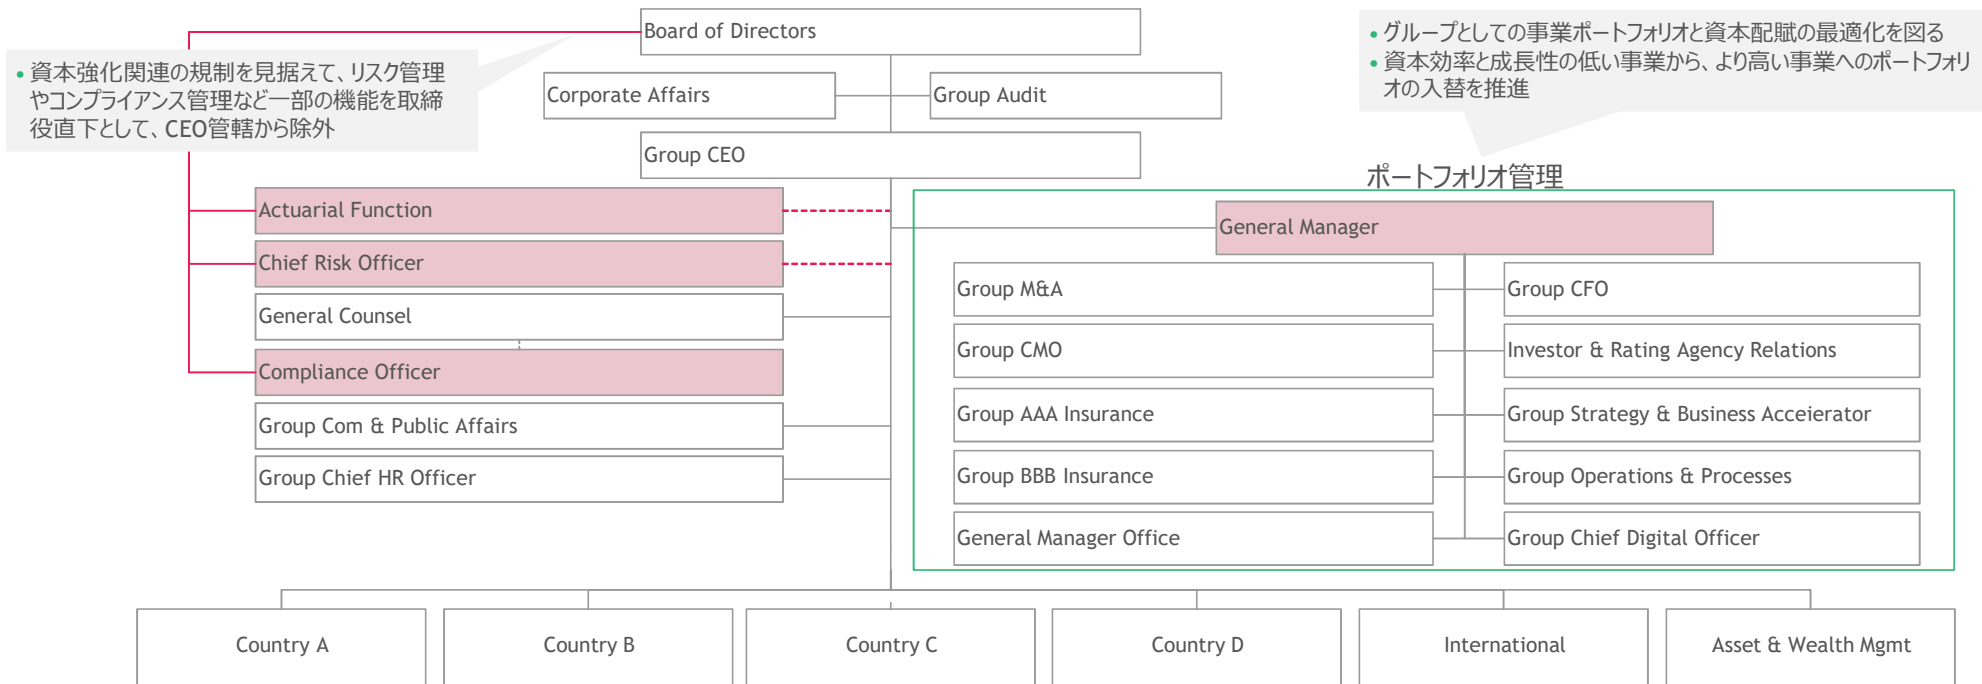 Board of Directors
• 資本強化関連の規制を見据えて、リスク管理
やコンプライアンス管理など一部の機能を取締
役直下として、CEO管轄から除外
• グループとしての事業ポートフォリオと資本配賦の最適化を図る
• 資本効率と成長性の低い事業から、より高い事業へのポートフォリ
オの入替を推進
Corporate Affairs
Group Audit
Group CEO
ポートフォリオ管理
Actuarial Function
Chief Risk Officer
General Counsel
Compliance Officer
Group Com & Public Affairs
Group Chief HR Officer
General Manager
Group M&A
Group CFO
Group CMO
Investor & Rating Agency Relations
Group AAA Insurance
Group Strategy & Business Acceierator
Group BBB Insurance
Group Operations & Processes
General Manager Office
Group Chief Digital Officer
Country A
Country B
Country C
Country D
International
Asset & Wealth Mgmt